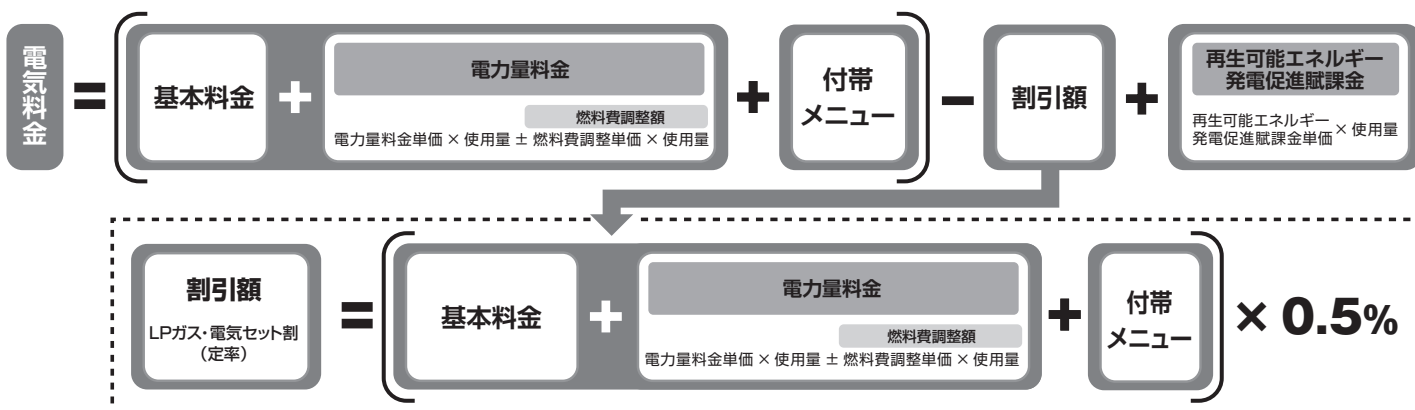 電気料金
=
基本料金
+
電力量料金
燃料費調整額
電力量料金単価 × 使用量 ± 燃料費調整単価 × 使用量
+
付帯
メニュー
−
割引額
+
再生可能エネルギー
発電促進賦課金
再生可能エネルギー
発電促進賦課金単価 × 使用量
割引額
LPガス・電気セット割
(定率)
=
基本料金
+
電力量料金
燃料費調整額
電力量料金単価 × 使用量 ± 燃料費調整単価 × 使用量
+
付帯
メニュー
× 0.5%